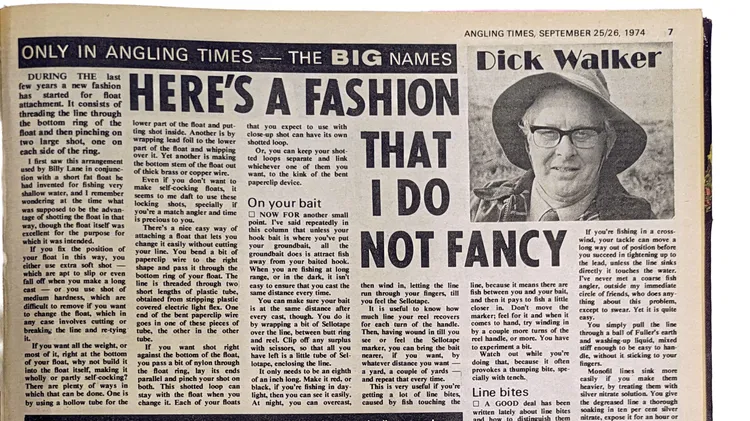 ANGLING TIMES, SEPTEMBER 25/26, 1974 7
ONLY IN ANGLING TIMES — THE BIG NAMES
Dick Walker
HERE'S A FASHION
THAT
I DO
NOT FANCY
DURING THE last
few years a new fashion
has started for float
attachment. It consists of
threading the line through
the bottom ring of the
float and then pinching on
two large shot, one on
each side of the ring.
I first saw this arrangement
used by Billy Lane in conjunc-
tion with a short fat float he
had invented for fishing very
shallow water, and I remember
wondering at the time what
was supposed to be the advan-
tage of shotting the float in that
way, though the float itself was
excellent for the purpose for
which it was intended.
If you fix the position of
your float in this way, you
either use extra soft shot —
which are apt to slip or even
fall off when you make a long
cast — or you use shot of
medium hardness, which are
difficult to remove if you want
to change the float, which in
any case involves cutting or
breaking, the line and re-tying
it.
If you want all the weight, or
most of it, right at the bottom
of your float, why not build it
into the float itself, making it
wholly or partly self-cocking?
There are plenty of ways in
which that can be done. One is
by using a hollow tube for the
lower part of the float and put-
ting shot inside. Another is by
wrapping lead foil to the lower
part of the float and whipping
over it. Yet another is making
the bottom stem of the float out
of thick brass or copper wire.
Even if you don't want to
make self-cocking floats, it
seems to me daft to use these
locking shots, specially if
you're a match angler and time
is precious to you.
There's a nice easy way of
attaching a float that lets you
change it easily without cutting
your line. You bend a bit of
paperclip wire to the right
shape and pass it through the
bottom ring of your float. The
line is threaded through two
short lengths of plastic tube,
obtained from stripping plastic
covered electric light flex. One
end of the bent paperclip wire
goes in one of these pieces of
tube, the other in the other
tube.
If you want shot right
against the bottom of the float,
you pass a bit of nylon through
the float ring, lay its ends
parallel and pinch your shot on
both. This shotted loop can
stay with the float when you
change it. Each of your floats
that you expect to use with
close-up shot can have its own
shotted loop.
Or, you can keep your shot-
ted loops separate and link
whichever one of them you
want, to the kind of bent
paperclip device.
On your bait
NOW FOR another small
point. I've said repeatedly in
this column that unless your
hook bait is where you've put
your groundbait, all the
groundbait does is attract fish
away from your baited hook.
When you are fishing at long
range, or in the dark, it isn't
easy to ensure that you cast the
same distance every time.
You can make sure your bait
is at the same distance after
every cast, though. You do it
by wrapping a bit of Sellotape
over the line, between butt ring
and reel. Clip off any surplus
with scissors, so that all you
have left is a little tube of Sel-
lotape, enclosing the line.
It only needs to be an eighth
of an inch long. Make it red, or
black, if you're fishing in day-
light, then you can see it easily.
At night, you can overcast,
then wind in, letting the line
run through your fingers, till
you feel the Sellotape.
It is useful to know how
much line your reel recovers
for each turn of the handle.
Then, having wound in till you
see or feel the Sellotape
marker, you can bring the bait
nearer, if you want, by
whatever distance you want —
a yard, a couple of yards —
and repeat that every time.
This is very useful if you're
getting a lot of line bites,
caused by fish touching the
line, because it means there are
fish between you and your bait,
and then it pays to fish a little
closer in. Don't move the
marker; feel for it and when it
comes to hand, try winding in
by a couple more turns of the
reel handle, or more. You have
to experiment a bit.
Watch out while you're
doing that, because it often
provokes a thumping bite, spe-
cially with tench.
Line bites
A GOOD deal has been
written lately about line bites
and how to distinguish them
If you're fishing in a cross-
wind, your tackle can move a
long way out of position before
you succeed in tightening up to
the lead, unless the line sinks
directly it touches the water.
I've never met a coarse fish
angler, outside my immediate
circle of friends, who does any
thing about this problem,
except to swear. Yet it is quite
easy.
You simply pull the line
through a ball of Fuller's earth
and washing-up liquid, mixed
stiff enough to be easy to han-
dle, without it sticking to your
fingers.
Monofil lines sink more
easily if you make them
heavier, by treating them with
silver nitrate solution. You give
the degreased line a thorough
soaking in ten per cent silver
nitrate, expose it for an hour or